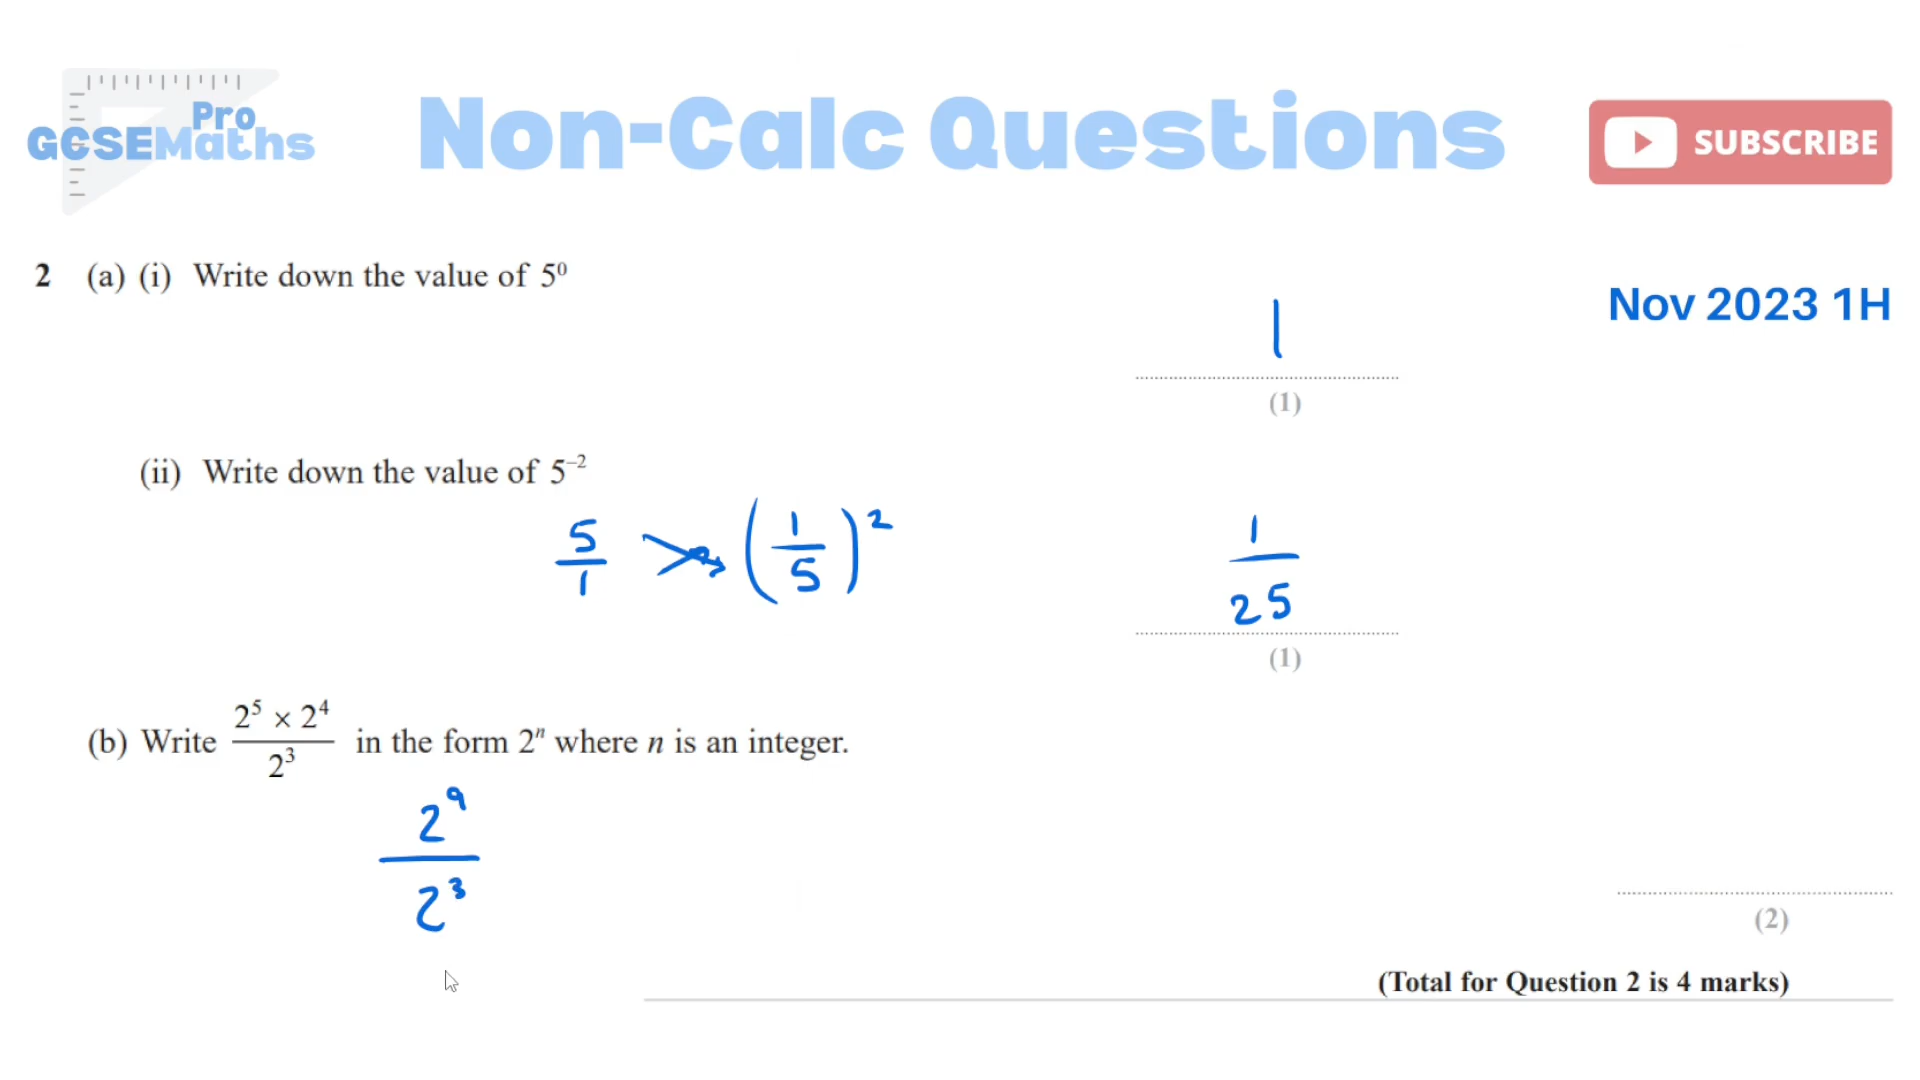 Pro
GCSEMaths
Non-Calc Questions
SUBSCRIBE
2 (a) (i) Write down the value of 5⁰
Nov 2023 1H
1
(1)
(ii) Write down the value of 5⁻²
5/1 (1/5)²
1/25
(1)
(b) Write (2⁵ × 2⁴)/2³ in the form 2ⁿ where n is an integer.
2⁹/2³
(2)
(Total for Question 2 is 4 marks)